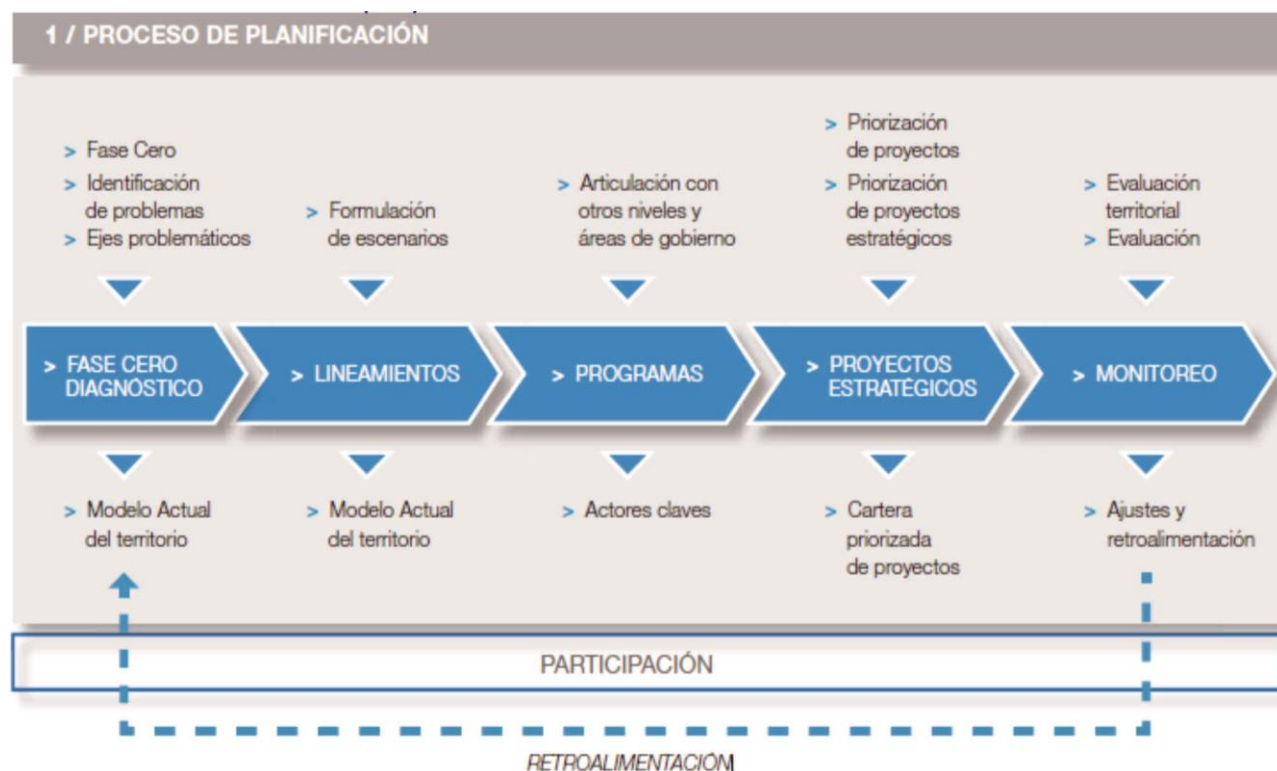 1 / PROCESO DE PLANIFICACIÓN
> Fase Cero
> Identificación
de problemas
> Ejes problemáticos
> Formulación
de escenarios
> Articulación con
otros niveles y
áreas de gobierno
> Priorización
de proyectos
> Priorización
de proyectos
estratégicos
> Evaluación
territorial
> Evaluación
> FASE CERO
DIAGNÓSTICO
> LINEAMIENTOS
> PROGRAMAS
> PROYECTOS
ESTRATÉGICOS
> MONITOREO
> Modelo Actual
del territorio
> Modelo Actual
del territorio
> Actores claves
> Cartera
priorizada
de proyectos
> Ajustes y
retroalimentación
PARTICIPACIÓN
RETROALIMENTACIÓN